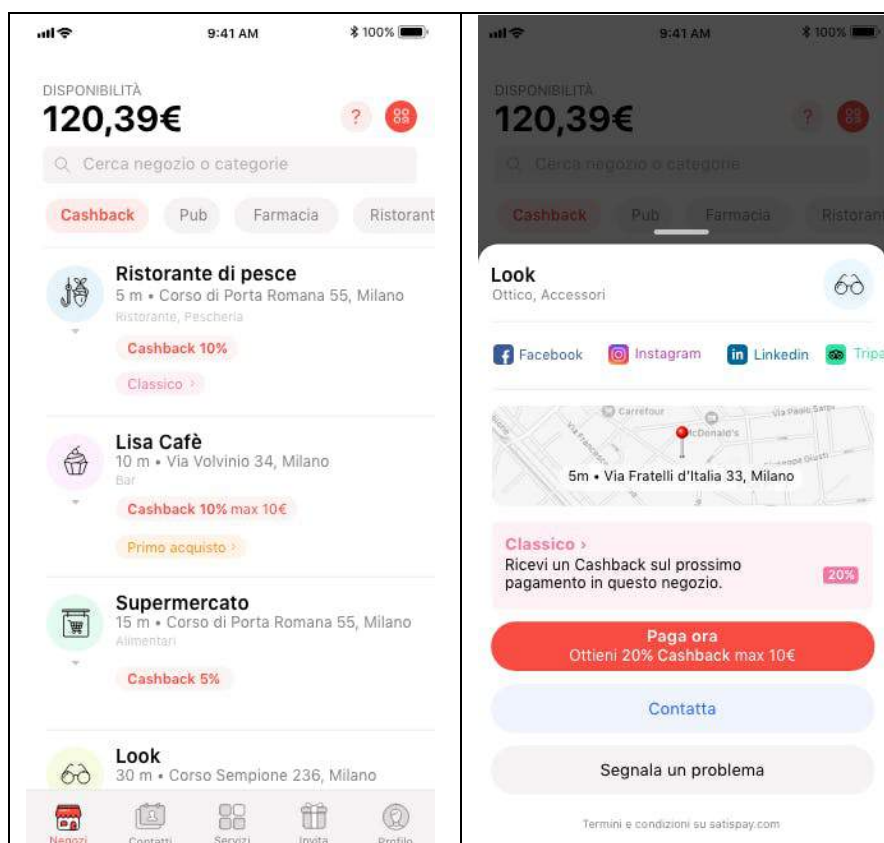 9:41 AM
100%
DISPONIBILITÀ
120,39€
?
Cerca negozio o categorie
Cashback
Pub
Farmacia
Ristorant
Ristorante di pesce
5 m • Corso di Porta Romana 55, Milano
Ristorante, Pescheria
Cashback 10%
Classico ›
Lisa Cafè
10 m • Via Volvinio 34, Milano
Bar
Cashback 10% max 10€
Primo acquisto ›
Supermercato
15 m • Corso di Porta Romana 55, Milano
Alimentari
Cashback 5%
Look
30 m • Corso Sempione 236, Milano
Negozi
Contatti
Servizi
Invita
Profilo
9:41 AM
100%
DISPONIBILITÀ
120,39€
?
Cerca negozio o categorie
Cashback
Pub
Farmacia
Ristorant
Look
Ottico, Accessori
Facebook
Instagram
Linkedin
Tripa
Carrefour
McDonald's
Via Paolo Sarpi
5m • Via Fratelli d'Italia 33, Milano
Classico ›
Ricevi un Cashback sul prossimo
pagamento in questo negozio.
20%
Paga ora
Ottieni 20% Cashback max 10€
Contatta
Segnala un problema
Termini e condizioni su satispay.com